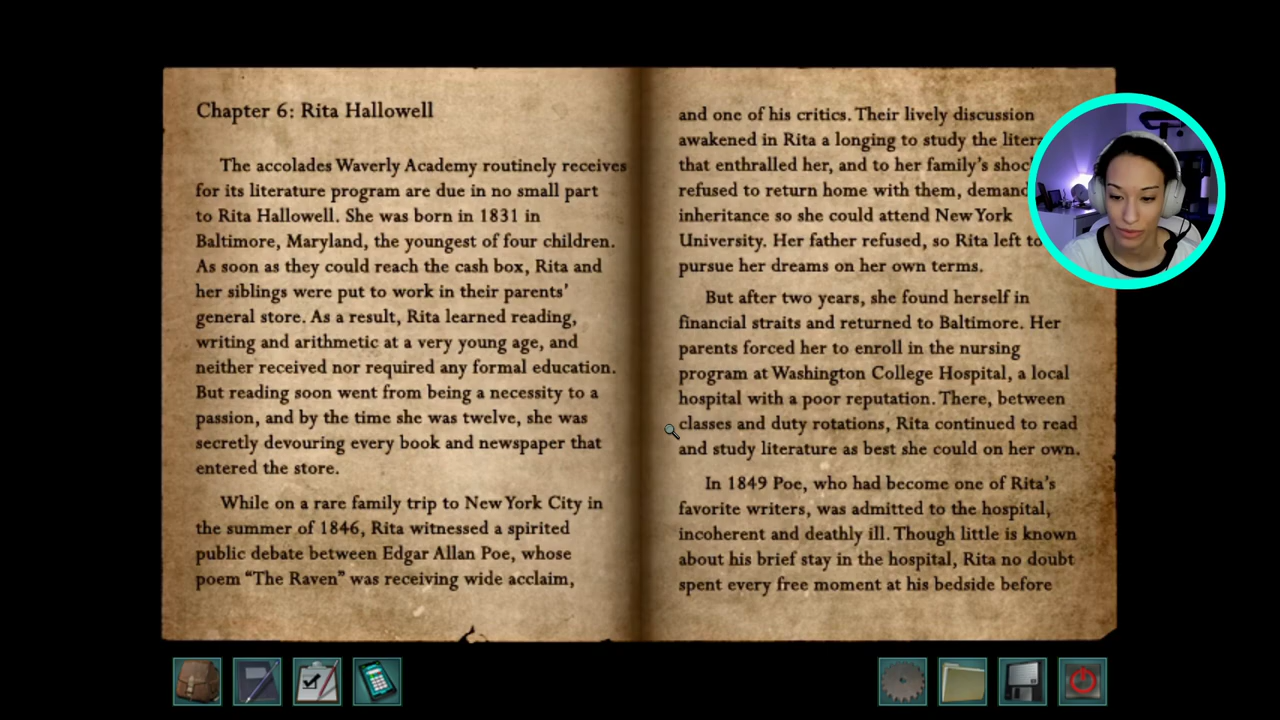 Chapter 6: Rita Hallowell
The accolades Waverly Academy routinely receives
for its literature program are due in no small part
to Rita Hallowell. She was born in 1831 in
Baltimore, Maryland, the youngest of four children.
As soon as they could reach the cash box, Rita and
her siblings were put to work in their parents'
general store. As a result, Rita learned reading,
writing and arithmetic at a very young age, and
neither received nor required any formal education.
But reading soon went from being a necessity to a
passion, and by the time she was twelve, she was
secretly devouring every book and newspaper that
entered the store.
While on a rare family trip to New York City in
the summer of 1846, Rita witnessed a spirited
public debate between Edgar Allan Poe, whose
poem "The Raven" was receiving wide acclaim,
and one of his critics. Their lively discussion
awakened in Rita a longing to study the
that enthralled her, and to her family's
refused to return home with them,
inheritance so she could attend New York
University. Her father refused, so Rita left to
pursue her dreams on her own terms.
But after two years, she found herself in
financial straits and returned to Baltimore. Her
parents forced her to enroll in the nursing
program at Washington College Hospital, a local
hospital with a poor reputation. There, between
classes and duty rotations, Rita continued to read
and study literature as best she could on her own.
In 1849 Poe, who had become one of Rita's
favorite writers, was admitted to the hospital,
incoherent and deathly ill. Though little is known
about his brief stay in the hospital, Rita no doubt
spent every free moment at his bedside before